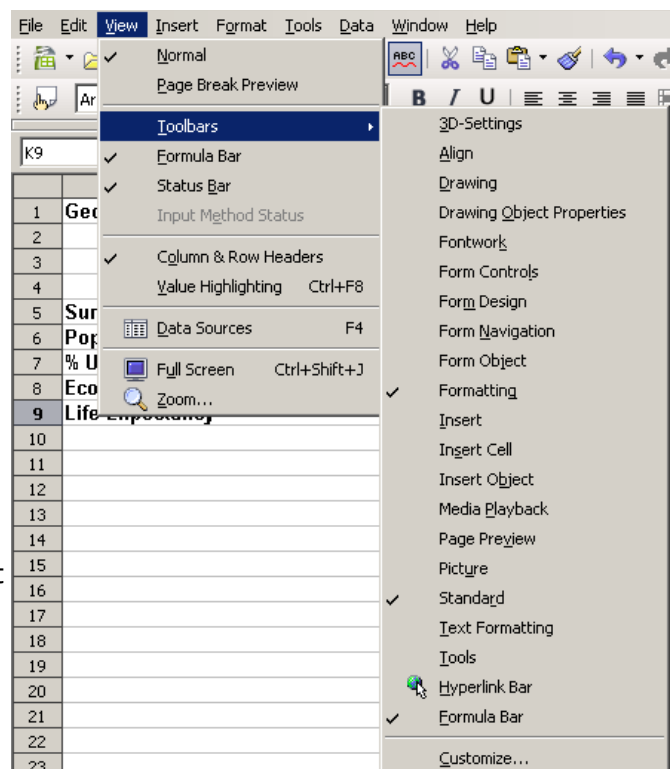 File Edit View Insert Format Tools Data Window Help
Normal
Page Break Preview
ABC
Ar
B I U
Toolbars
3D-Settings
K9
Formula Bar
Align
Status Bar
Drawing
Input Method Status
Drawing Object Properties
Column & Row Headers
Fontwork
Value Highlighting Ctrl+F8
Form Controls
Form Design
Data Sources F4
Form Navigation
Full Screen Ctrl+Shift+J
Form Object
Zoom...
Formatting
Insert
Insert Cell
Insert Object
Media Playback
Page Preview
Picture
Standard
Text Formatting
Tools
Hyperlink Bar
Formula Bar
Customize...
1 Geo
2
3
4
5 Sur
6 Pop
7 % U
8 Eco
9 Life
10
11
12
13
14
15
16
17
18
19
20
21
22
23
t